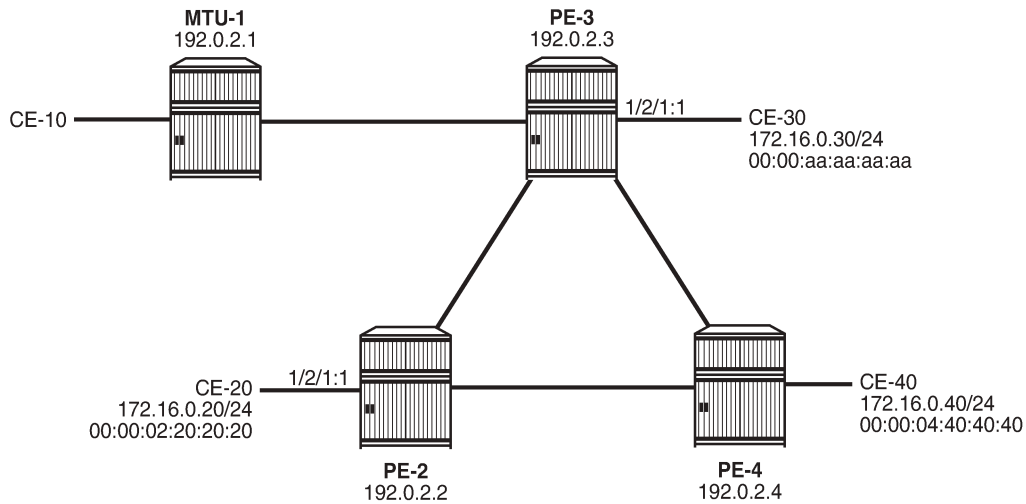 MTU-1
192.0.2.1
PE-3
192.0.2.3
CE-10
1/2/1:1
CE-30
172.16.0.30/24
00:00:aa:aa:aa:aa
1/2/1:1
CE-20
172.16.0.20/24
00:00:02:20:20:20
CE-40
172.16.0.40/24
00:00:04:40:40:40
PE-2
192.0.2.2
PE-4
192.0.2.4